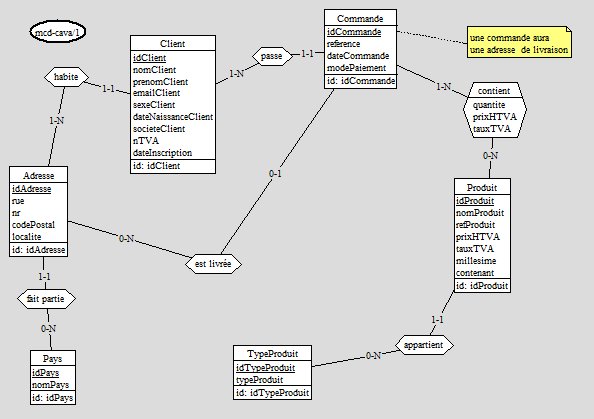 mcd-cava/1
Commande
idCommande
reference
dateCommande
modePaiement
id: idCommande
une commande aura
une adresse de livraison
Client
idClient
nomClient
prenomClient
emailClient
sexeClient
dateNaissanceClient
societeClient
nTVA
dateInscription
id: idClient
passe
1-N
1-1
habite
1-1
1-N
1-N
contient
quantite
prixHTVA
tauxTVA
0-N
0-1
Adresse
idAdresse
rue
nr
codePostal
localite
id: idAdresse
0-N
est livrée
Produit
idProduit
nomProduit
refProduit
prixHTVA
tauxTVA
millesime
contenant
id: idProduit
1-1
fait partie
0-N
Pays
idPays
nomPays
id: idPays
1-1
appartient
0-N
TypeProduit
idTypeProduit
typeProduit
id: idTypeProduit